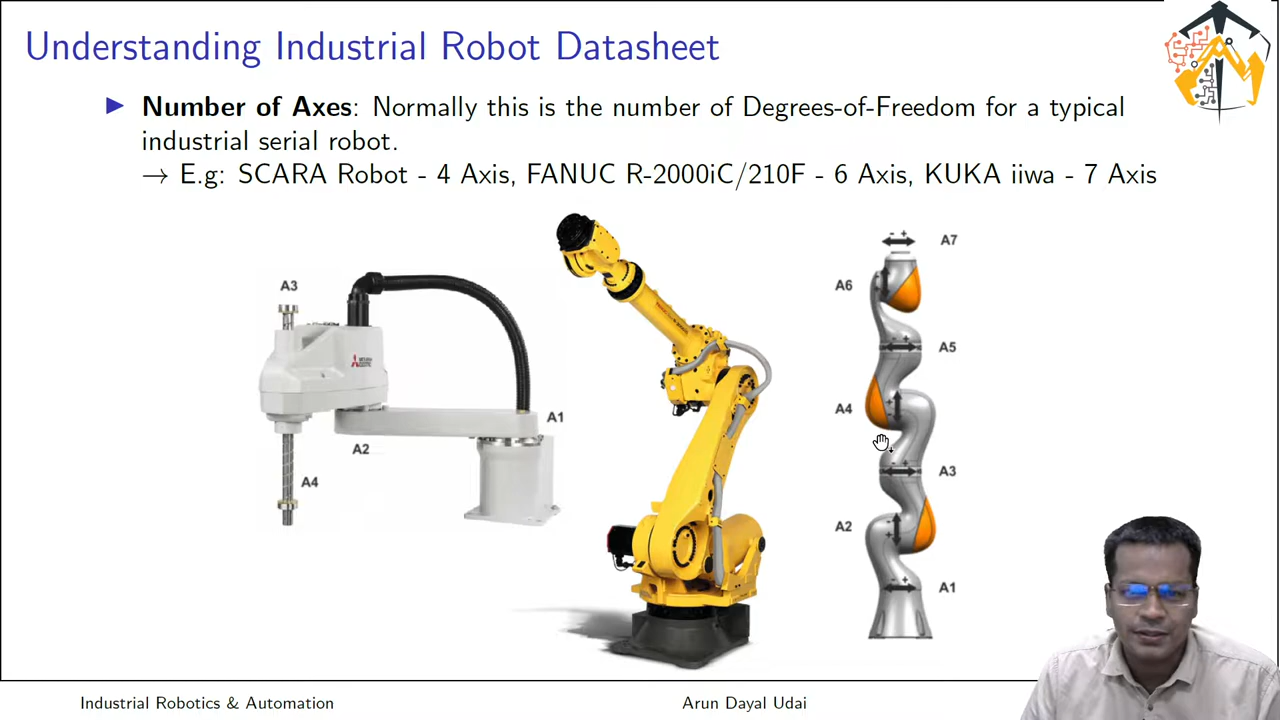 Understanding Industrial Robot Datasheet
Number of Axes: Normally this is the number of Degrees-of-Freedom for a typical
industrial serial robot.
→ E.g: SCARA Robot - 4 Axis, FANUC R-2000iC/210F - 6 Axis, KUKA iiwa - 7 Axis
A3
A1
A2
A4
- +
A7
A6
A5
A4
A3
A2
A1
Industrial Robotics & Automation
Arun Dayal Udai